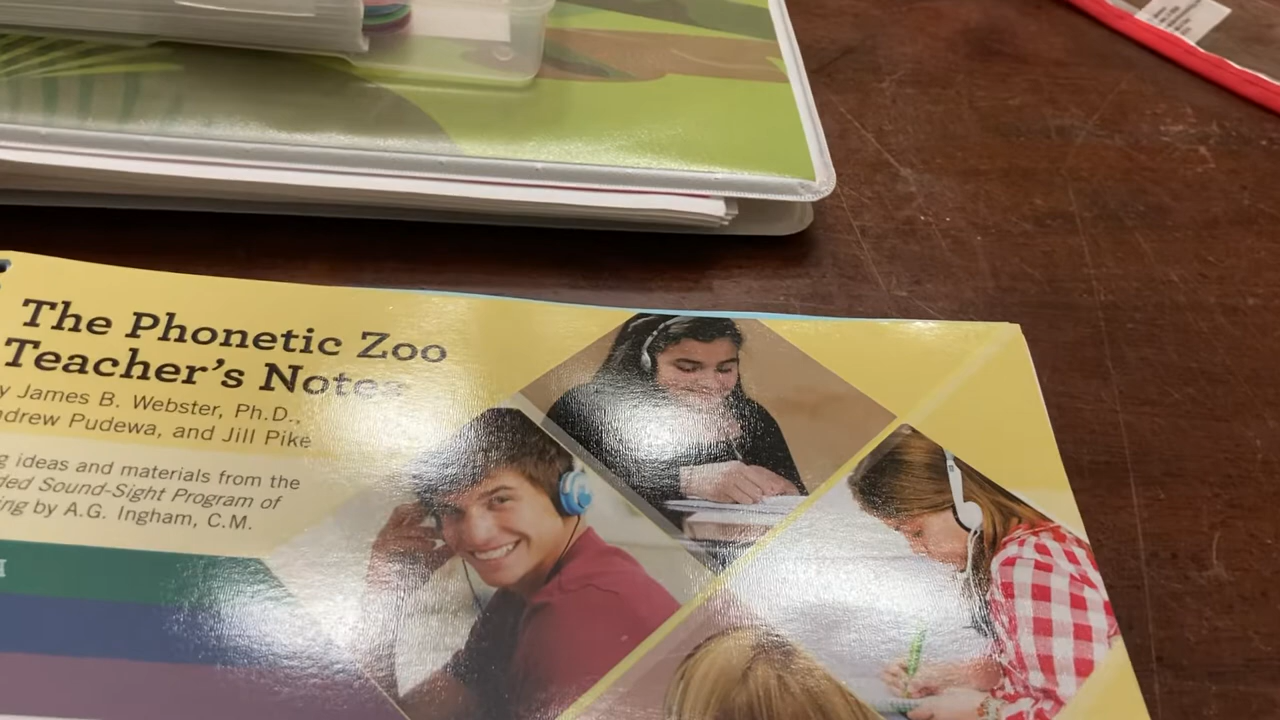 The Phonetic Zoo
Teacher's Notes
James B. Webster, Ph.D.,
Pudewa, and Jill Pike
ideas and materials from the
Sound-Sight Program of
by A.G. Ingham, C.M.